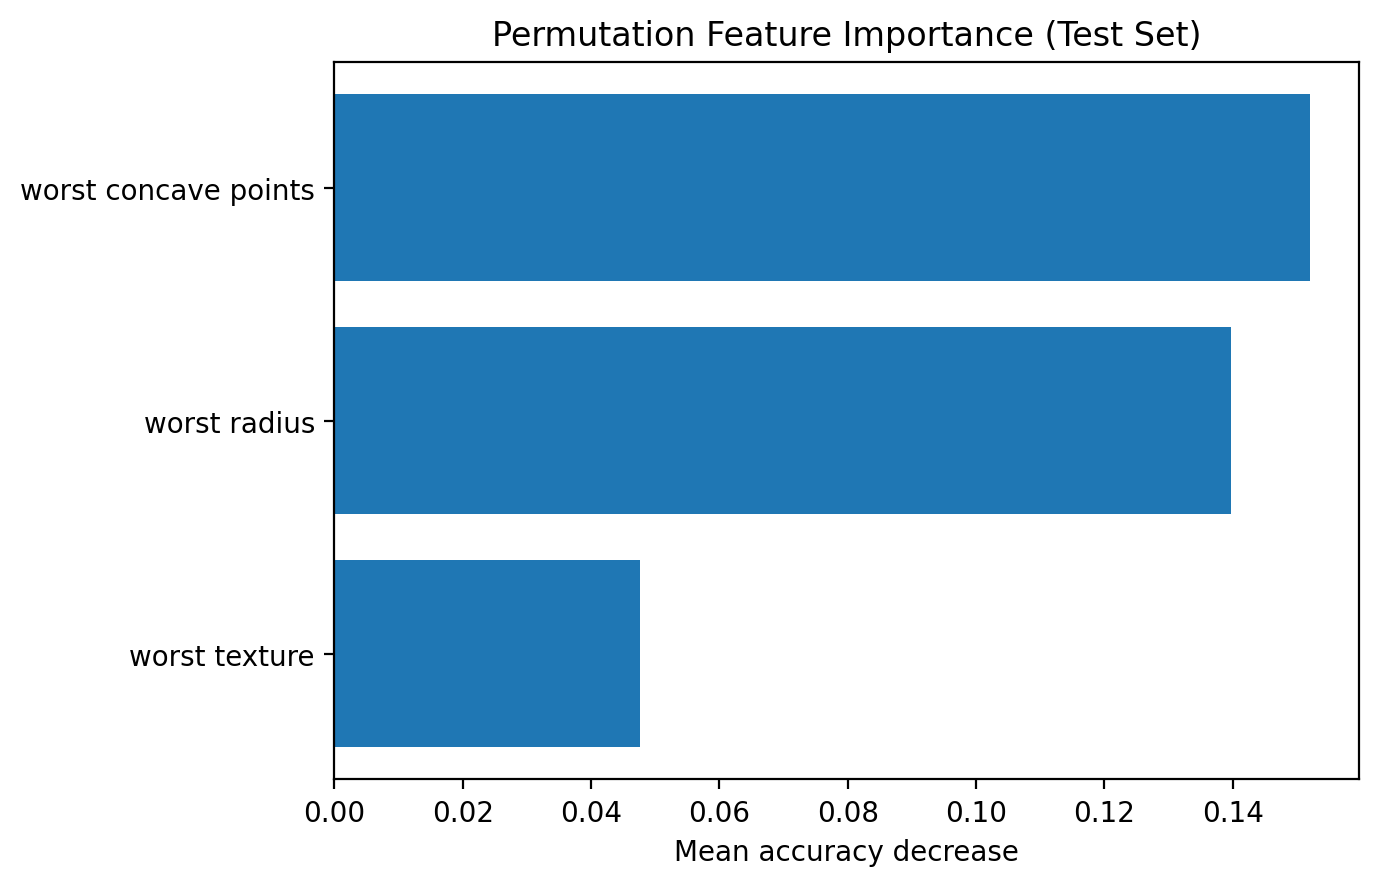 Permutation Feature Importance (Test Set)
worst concave points
worst radius
worst texture
0.00 0.02 0.04 0.06 0.08 0.10 0.12 0.14
Mean accuracy decrease